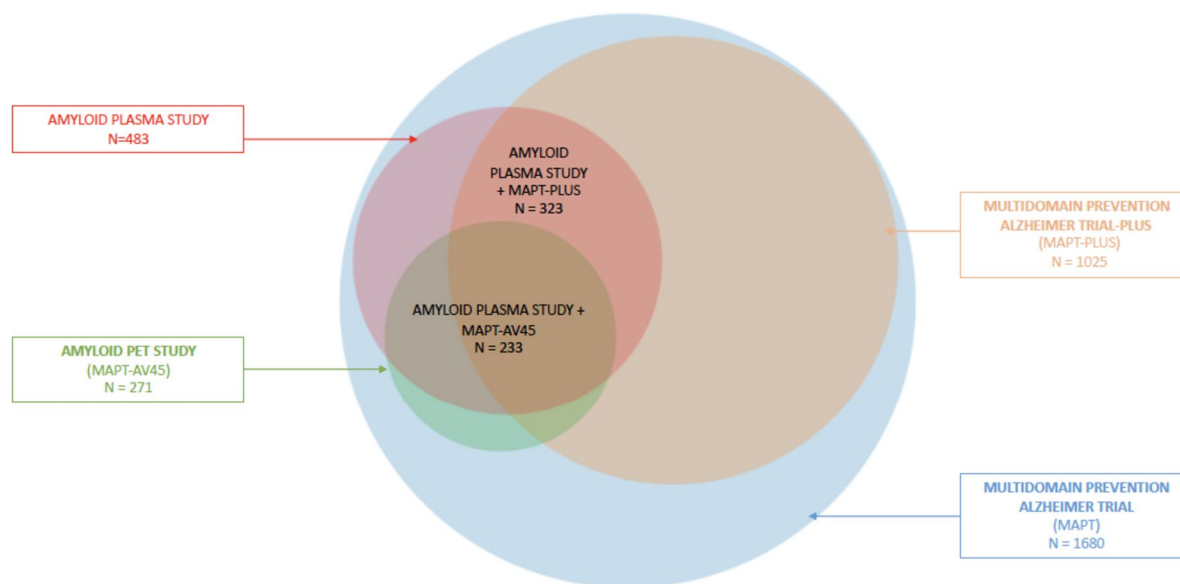 AMYLOID PLASMA STUDY
N=483
AMYLOID
PLASMA STUDY
+ MAPT-PLUS
N = 323
MULTIDOMAIN PREVENTION
ALZHEIMER TRIAL-PLUS
(MAPT-PLUS)
N = 1025
AMYLOID PLASMA STUDY +
MAPT-AV45
N = 233
AMYLOID PET STUDY
(MAPT-AV45)
N = 271
MULTIDOMAIN PREVENTION
ALZHEIMER TRIAL
(MAPT)
N = 1680